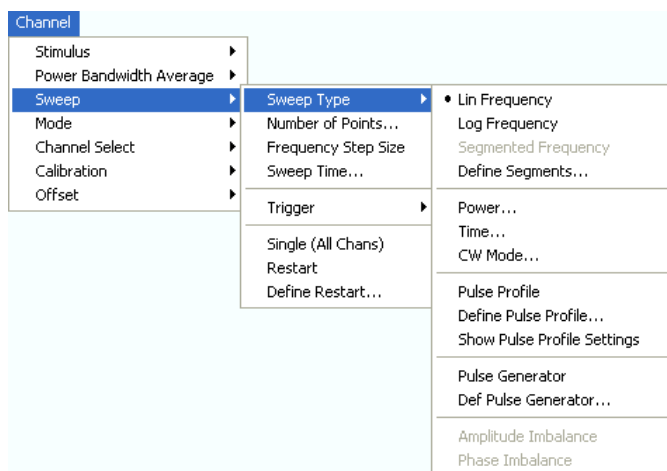 Channel
Stimulus
Power Bandwidth Average
Sweep
Mode
Channel Select
Calibration
Offset
Sweep Type
Number of Points...
Frequency Step Size
Sweep Time...
Trigger
Single (All Chans)
Restart
Define Restart...
Lin Frequency
Log Frequency
Segmented Frequency
Define Segments...
Power...
Time...
CW Mode...
Pulse Profile
Define Pulse Profile...
Show Pulse Profile Settings
Pulse Generator
Def Pulse Generator...
Amplitude Imbalance
Phase Imbalance